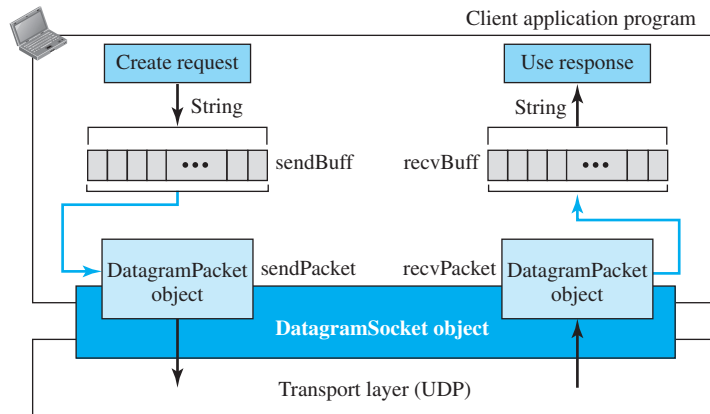 Client application program
Create request
Use response
String
String
•••
sendBuff
recvBuff
•••
DatagramPacket
object
sendPacket
recvPacket
DatagramPacket
object
DatagramSocket object
Transport layer (UDP)